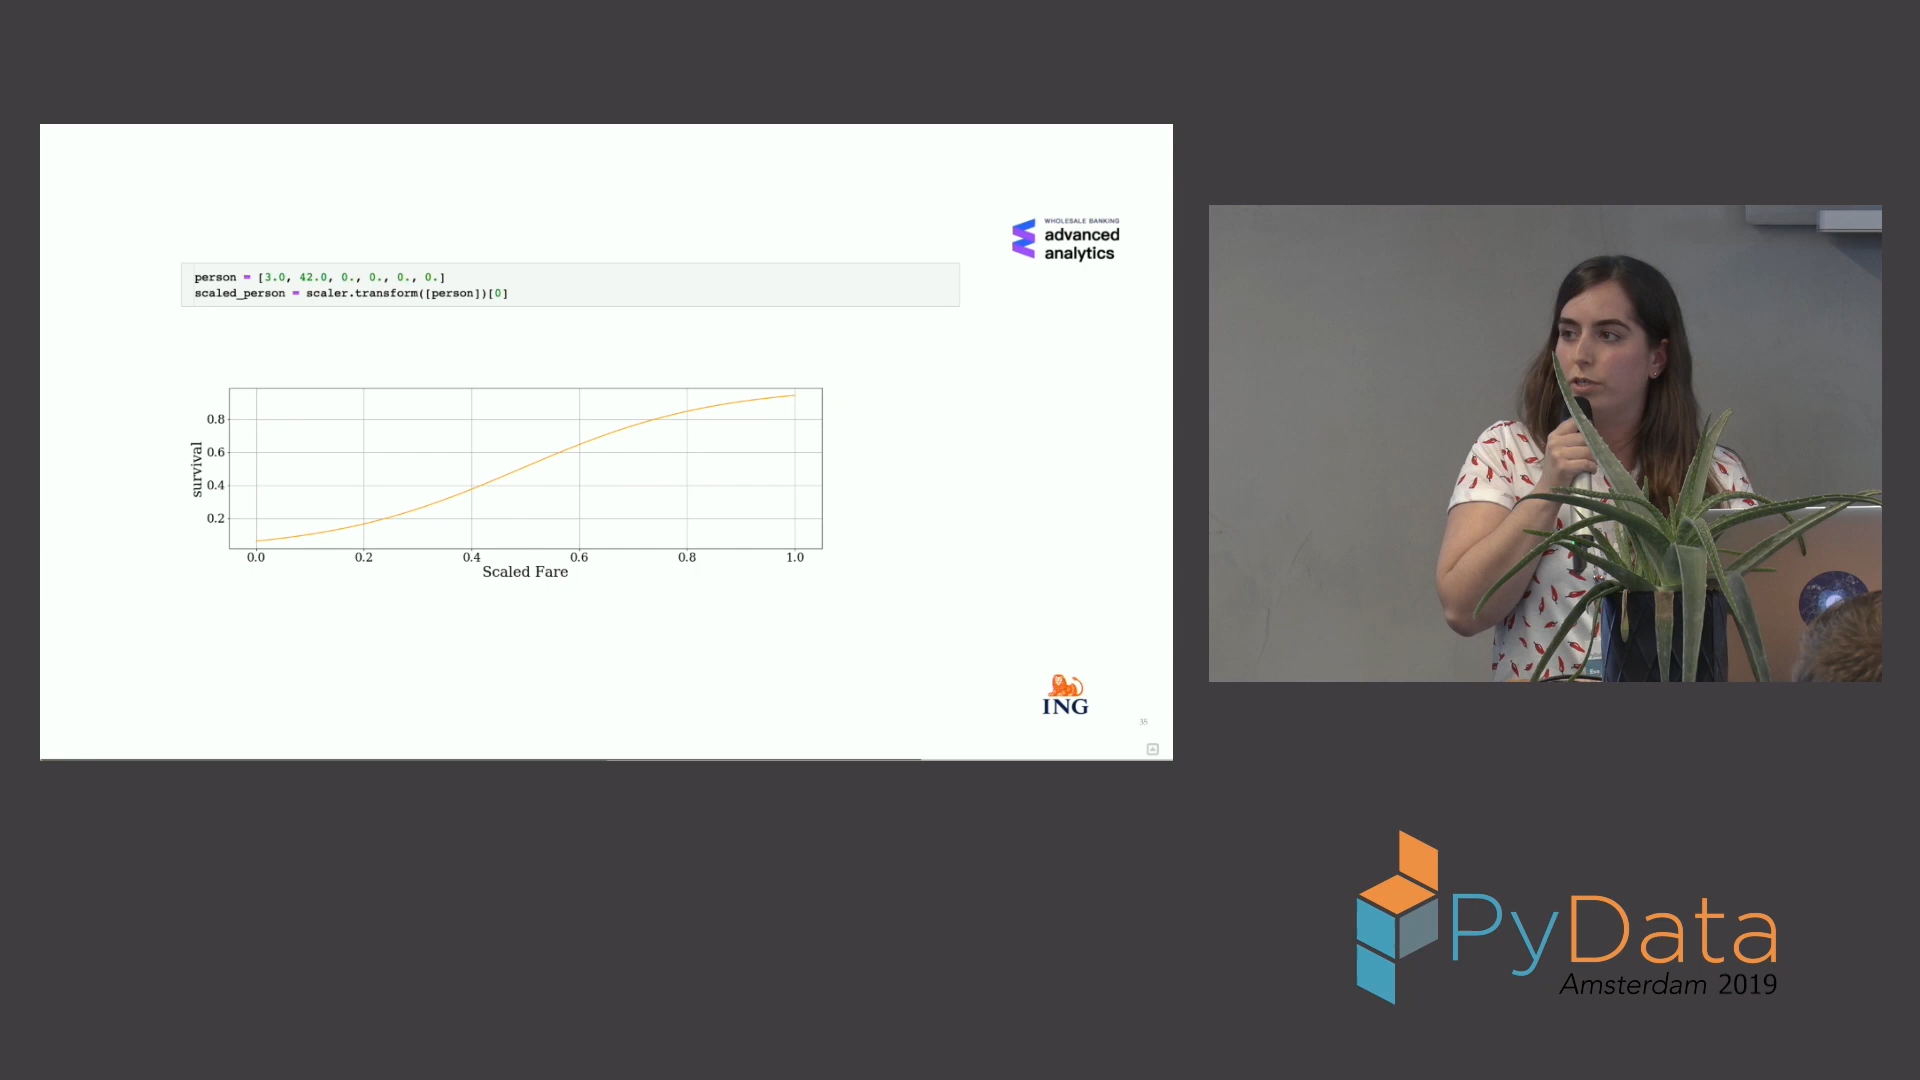 WHOLESALE BANKING
advanced
analytics
person = [3.0, 42.0, 0., 0., 0., 0.]
scaled_person = scaler.transform([person])[0]
survival
0.8
0.6
0.4
0.2
0.0 0.2 0.4 0.6 0.8 1.0
Scaled Fare
ING
35
PyData
Amsterdam 2019